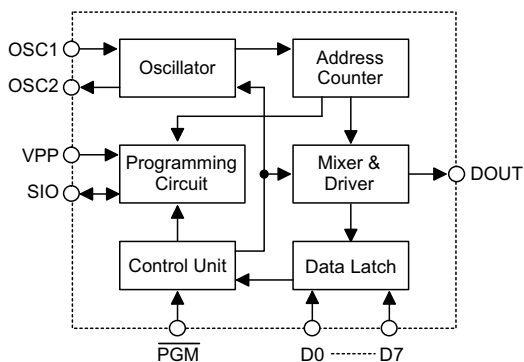 OSC1
OSC2
Oscillator
Address
Counter
VPP
SIO
Programming
Circuit
Mixer &
Driver
DOUT
Control Unit
Data Latch
PGM
D0
D7